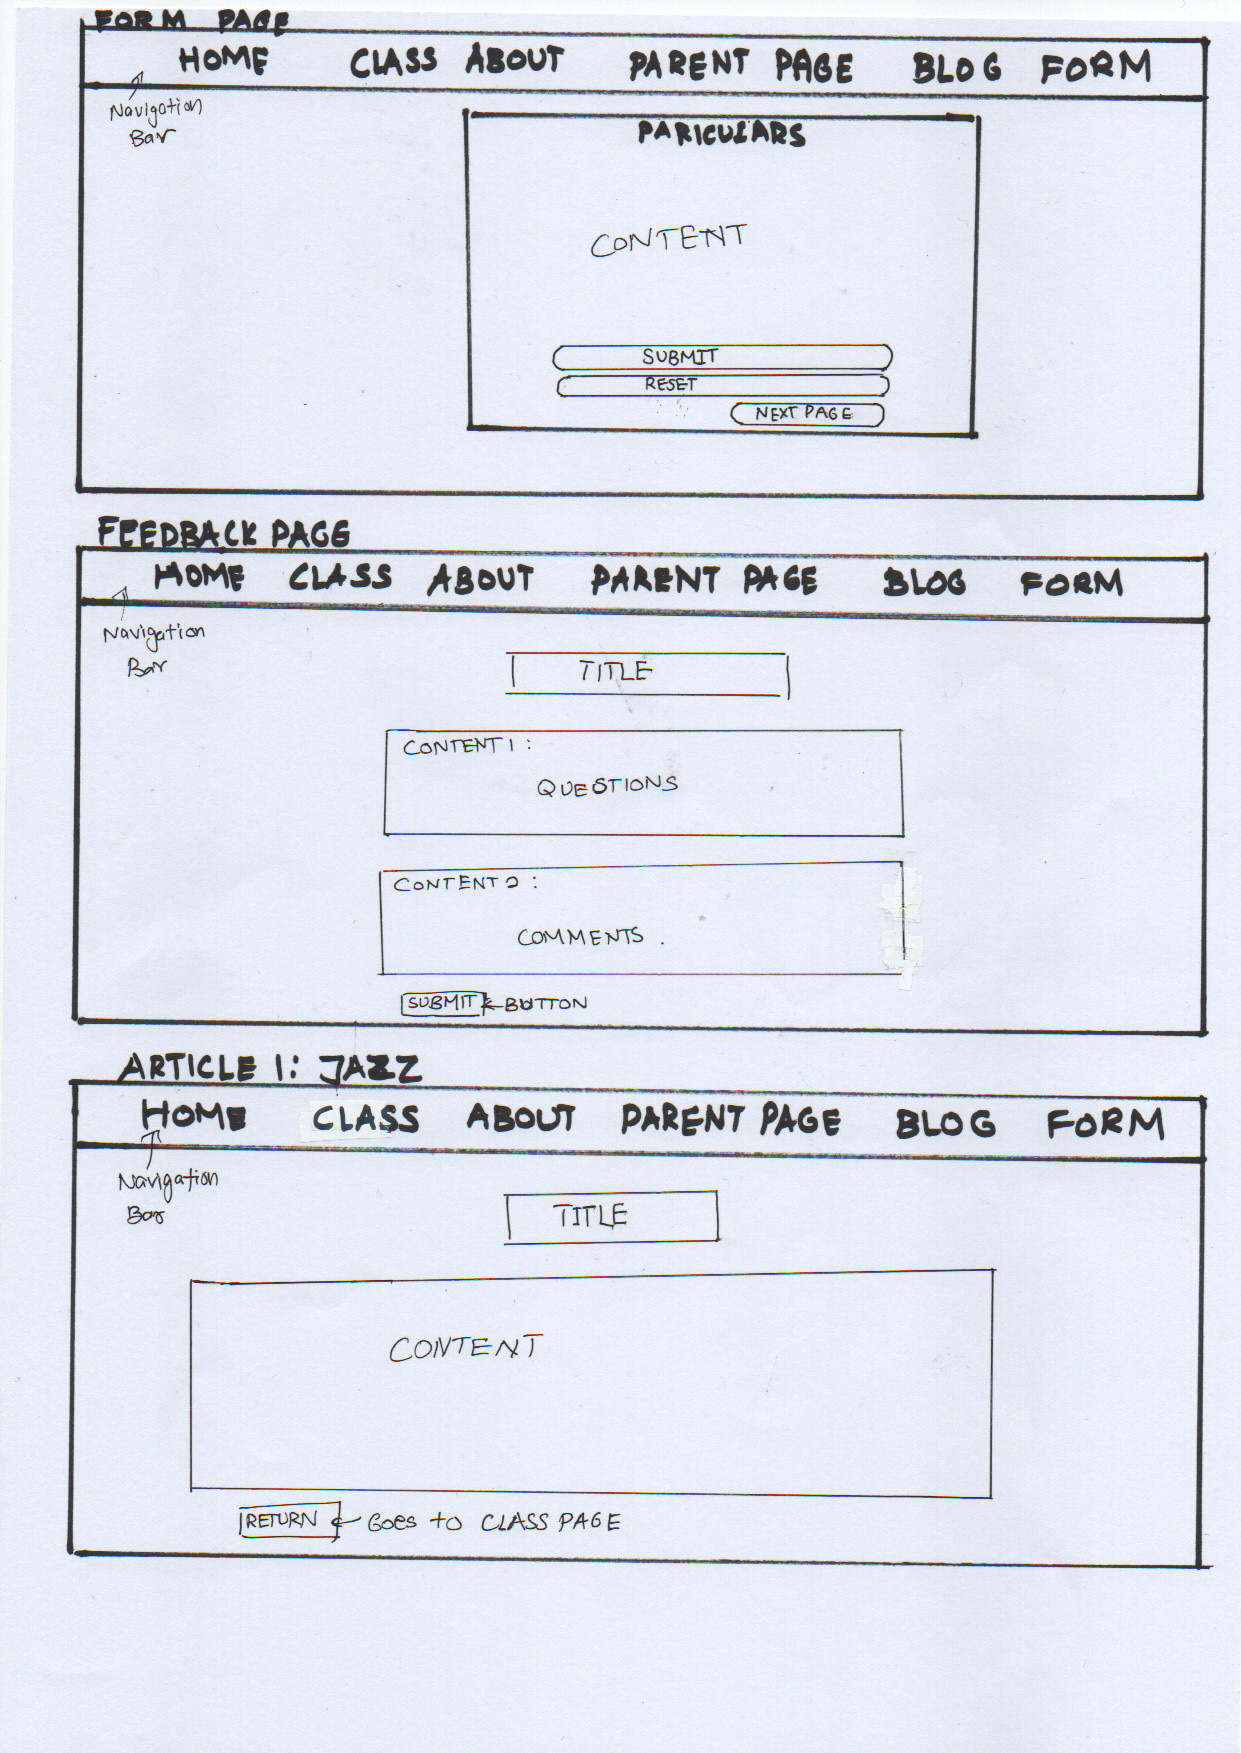 FORM PAGE
HOME CLASS ABOUT PARENT PAGE BLOG FORM
Navigation
Bar
PARICULARS
CONTENT
SUBMIT
RESET
NEXT PAGE
FEEDBACK PAGE
HOME CLASS ABOUT PARENT PAGE BLOG FORM
Navigation
Bar
TITLE
CONTENT 1 :
QUESTIONS
CONTENT 2 :
COMMENTS .
SUBMIT BUTTON
ARTICLE 1: JAZZ
HOME CLASS ABOUT PARENT PAGE BLOG FORM
Navigation
Bar
TITLE
CONTENT
RETURN GOES to CLASS PAGE